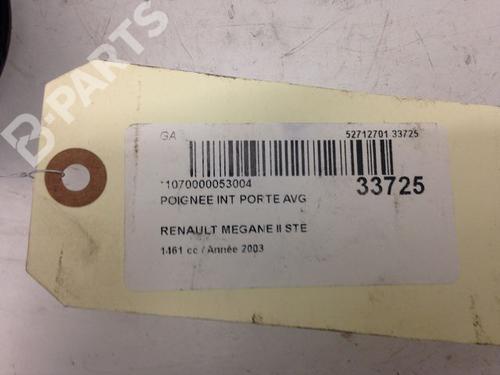 GA
52712701 33725
*1070000053004
33725
POIGNEE INT PORTE AVG
RENAULT MEGANE II STE
1461 cc / Année 2003
B-PARTS